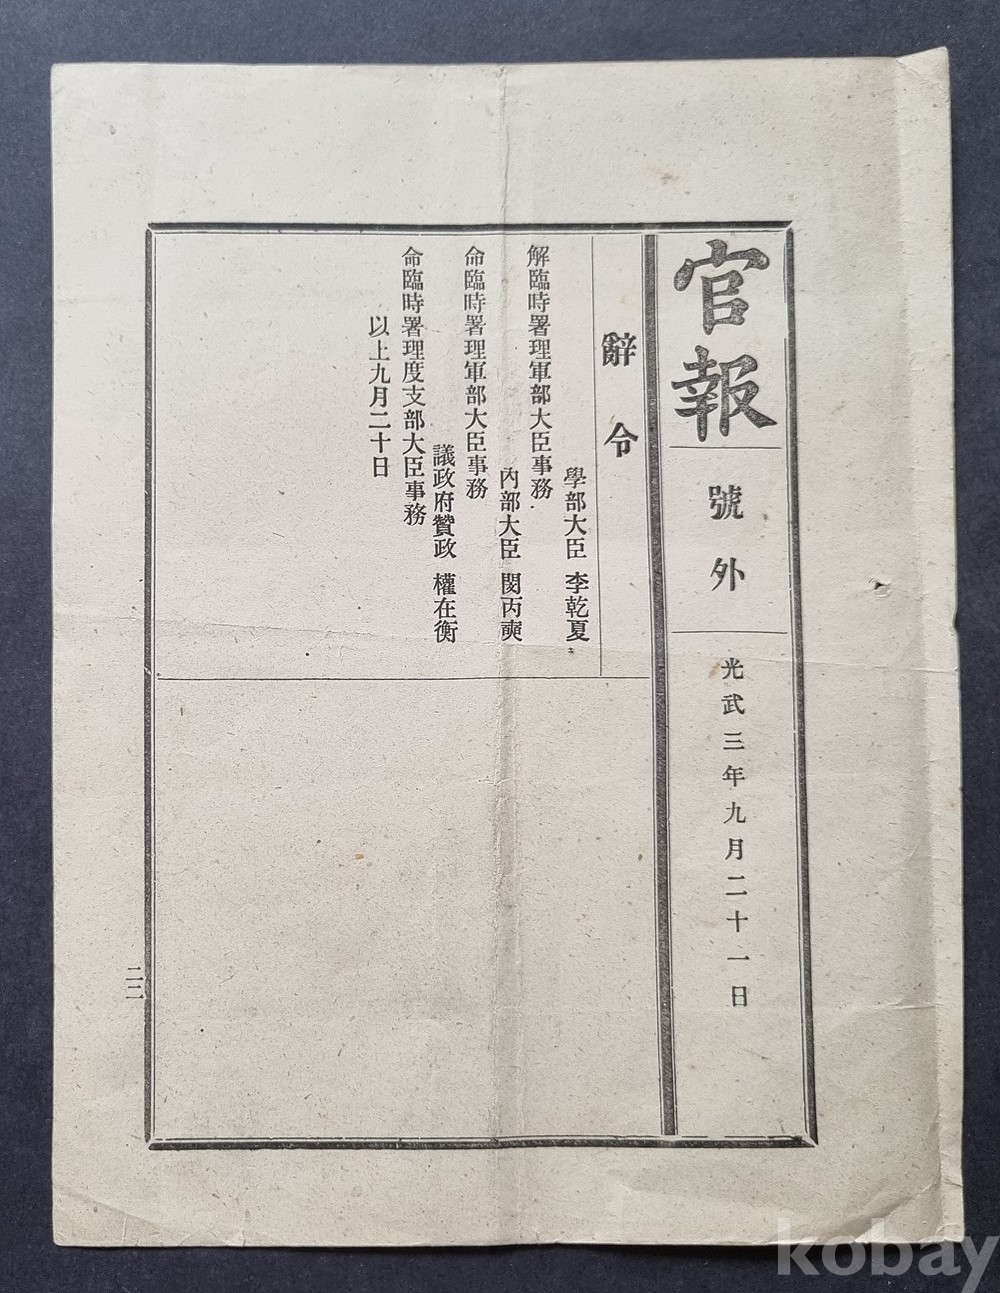 官報
號外
光武三年九月二十一日
辭令
學部大臣 李乾夏
解臨時署理軍部大臣事務
內部大臣 閔丙奭
命臨時署理軍部大臣事務
議政府贊政 權在衡
命臨時署理度支部大臣事務
以上九月二十日
二二
kobay